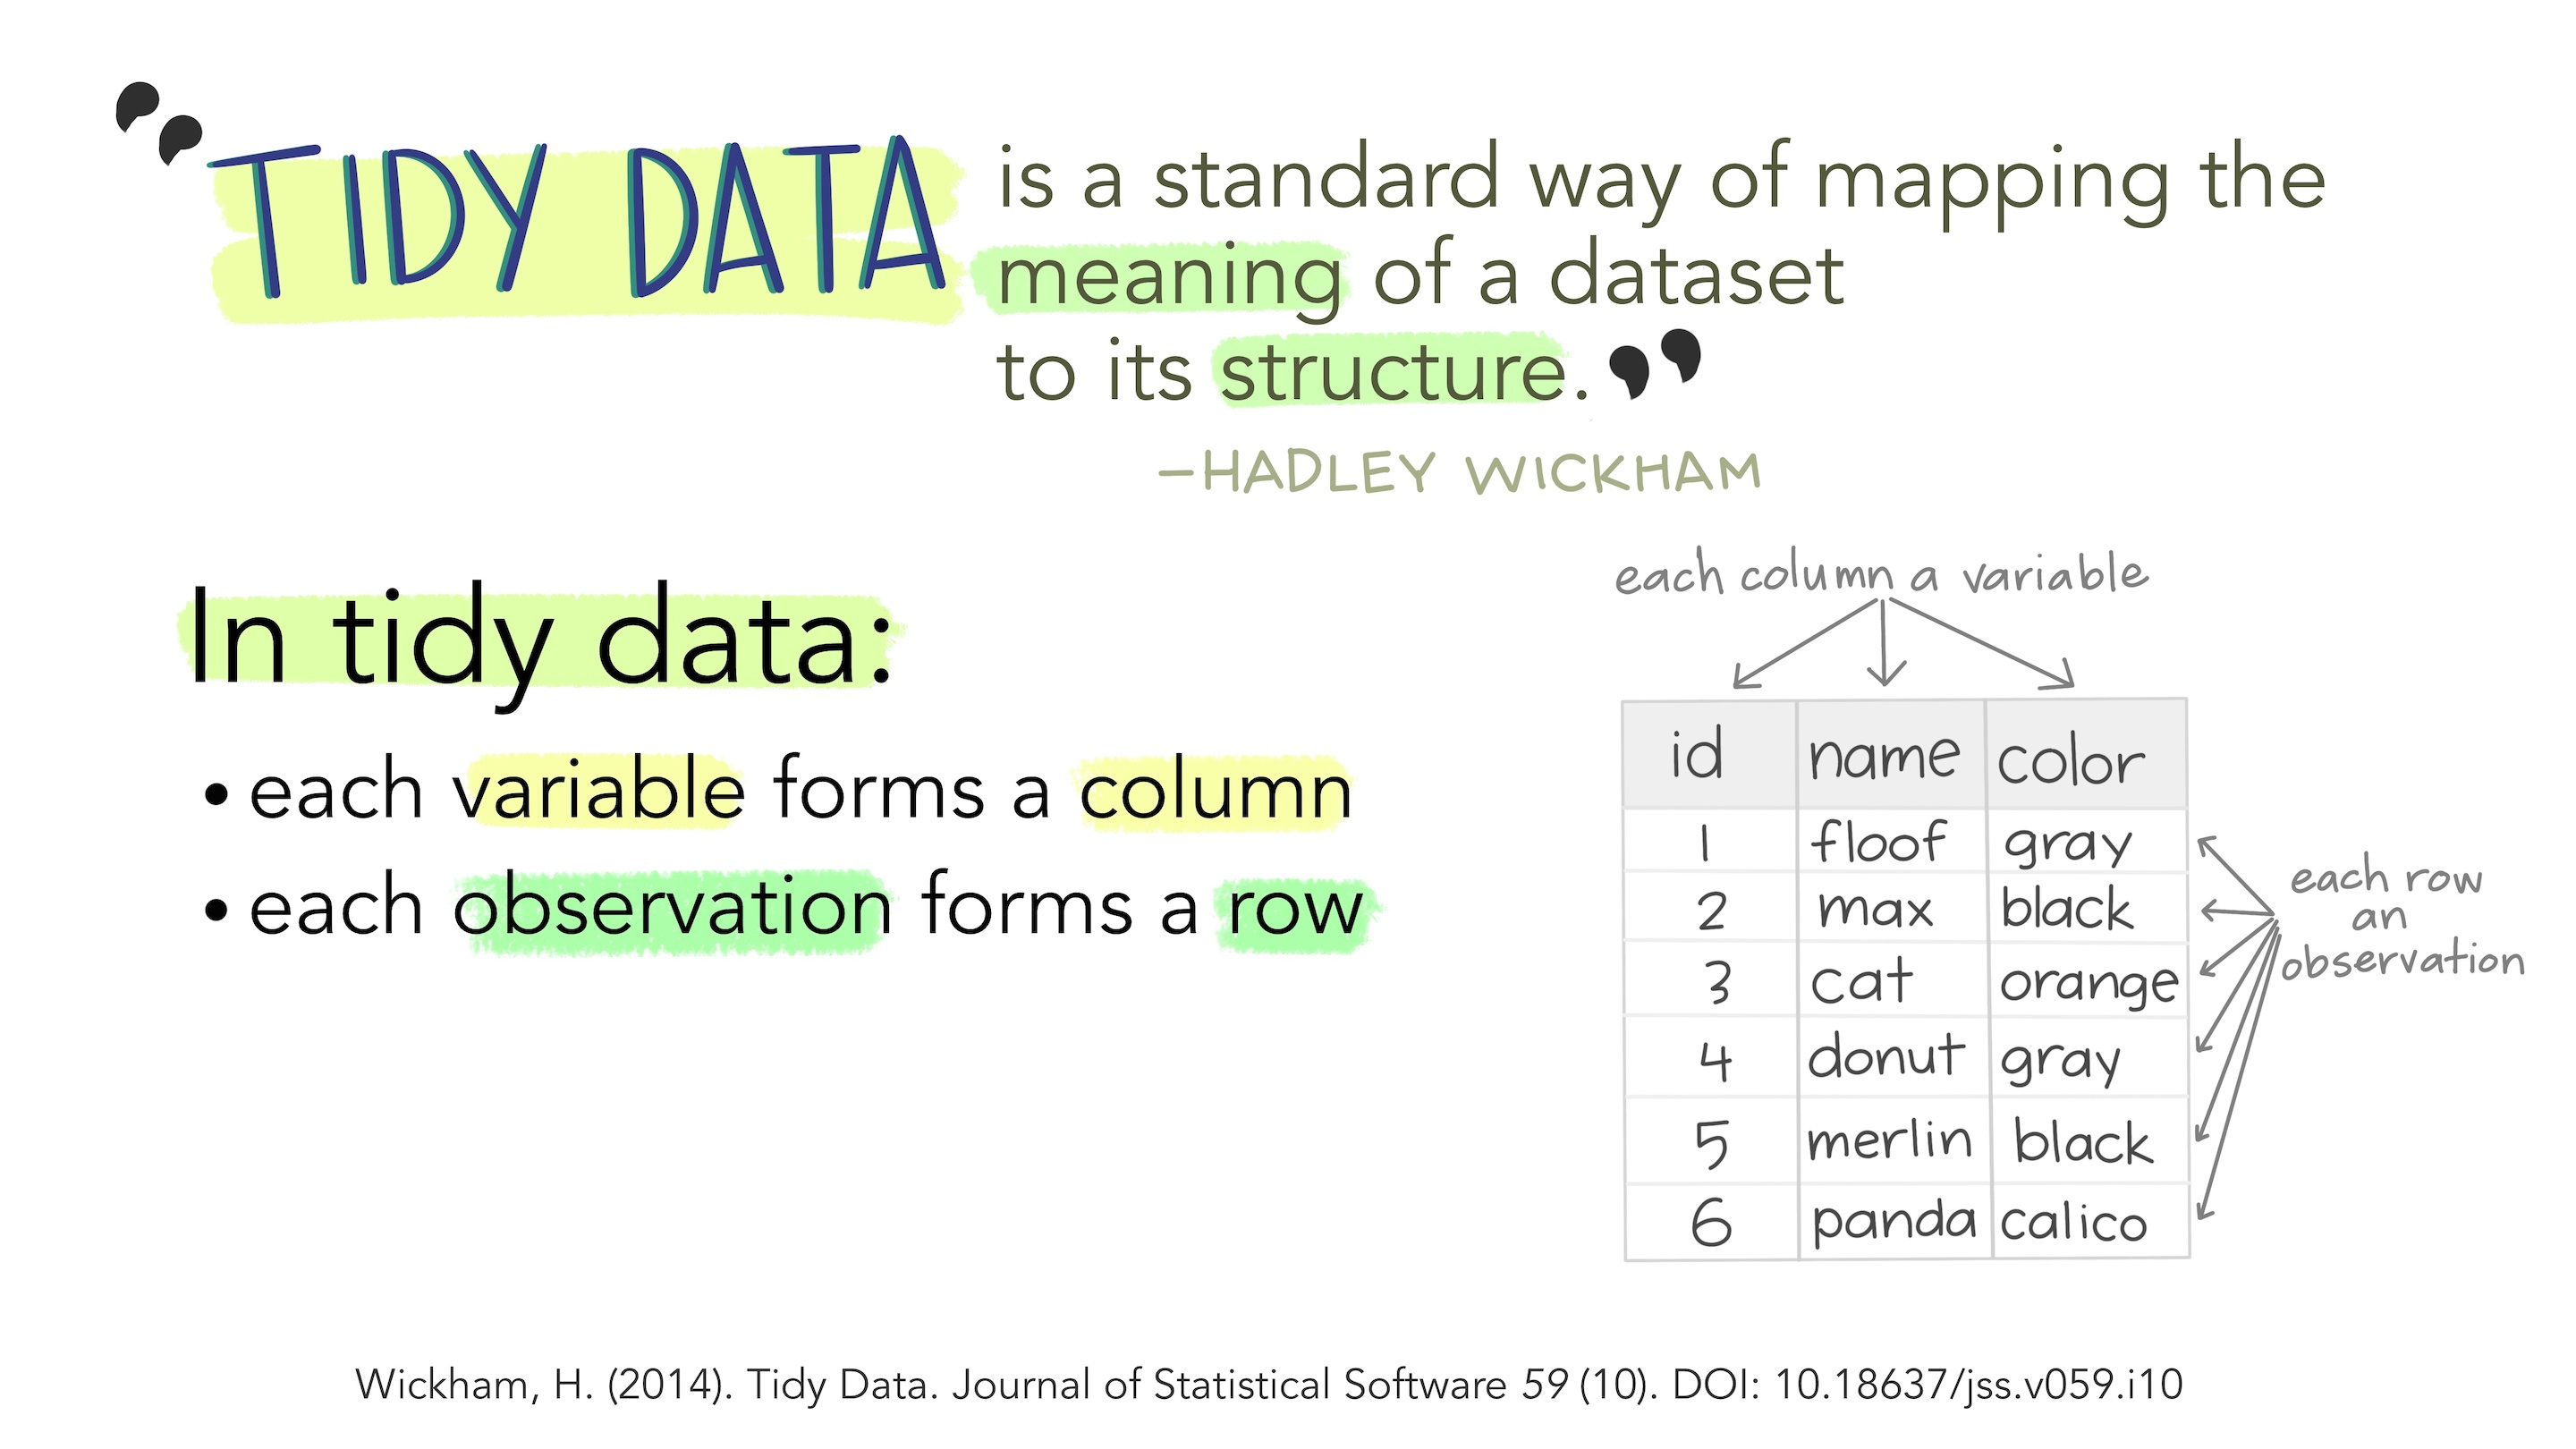 “TIDY DATA is a standard way of mapping the
meaning of a dataset
to its structure.”
—HADLEY WICKHAM
In tidy data:
• each variable forms a column
• each observation forms a row
each column a variable
id name color
1 floof gray
2 max black
3 cat orange
4 donut gray
5 merlin black
6 panda calico
each row
an
observation
Wickham, H. (2014). Tidy Data. Journal of Statistical Software 59 (10). DOI: 10.18637/jss.v059.i10